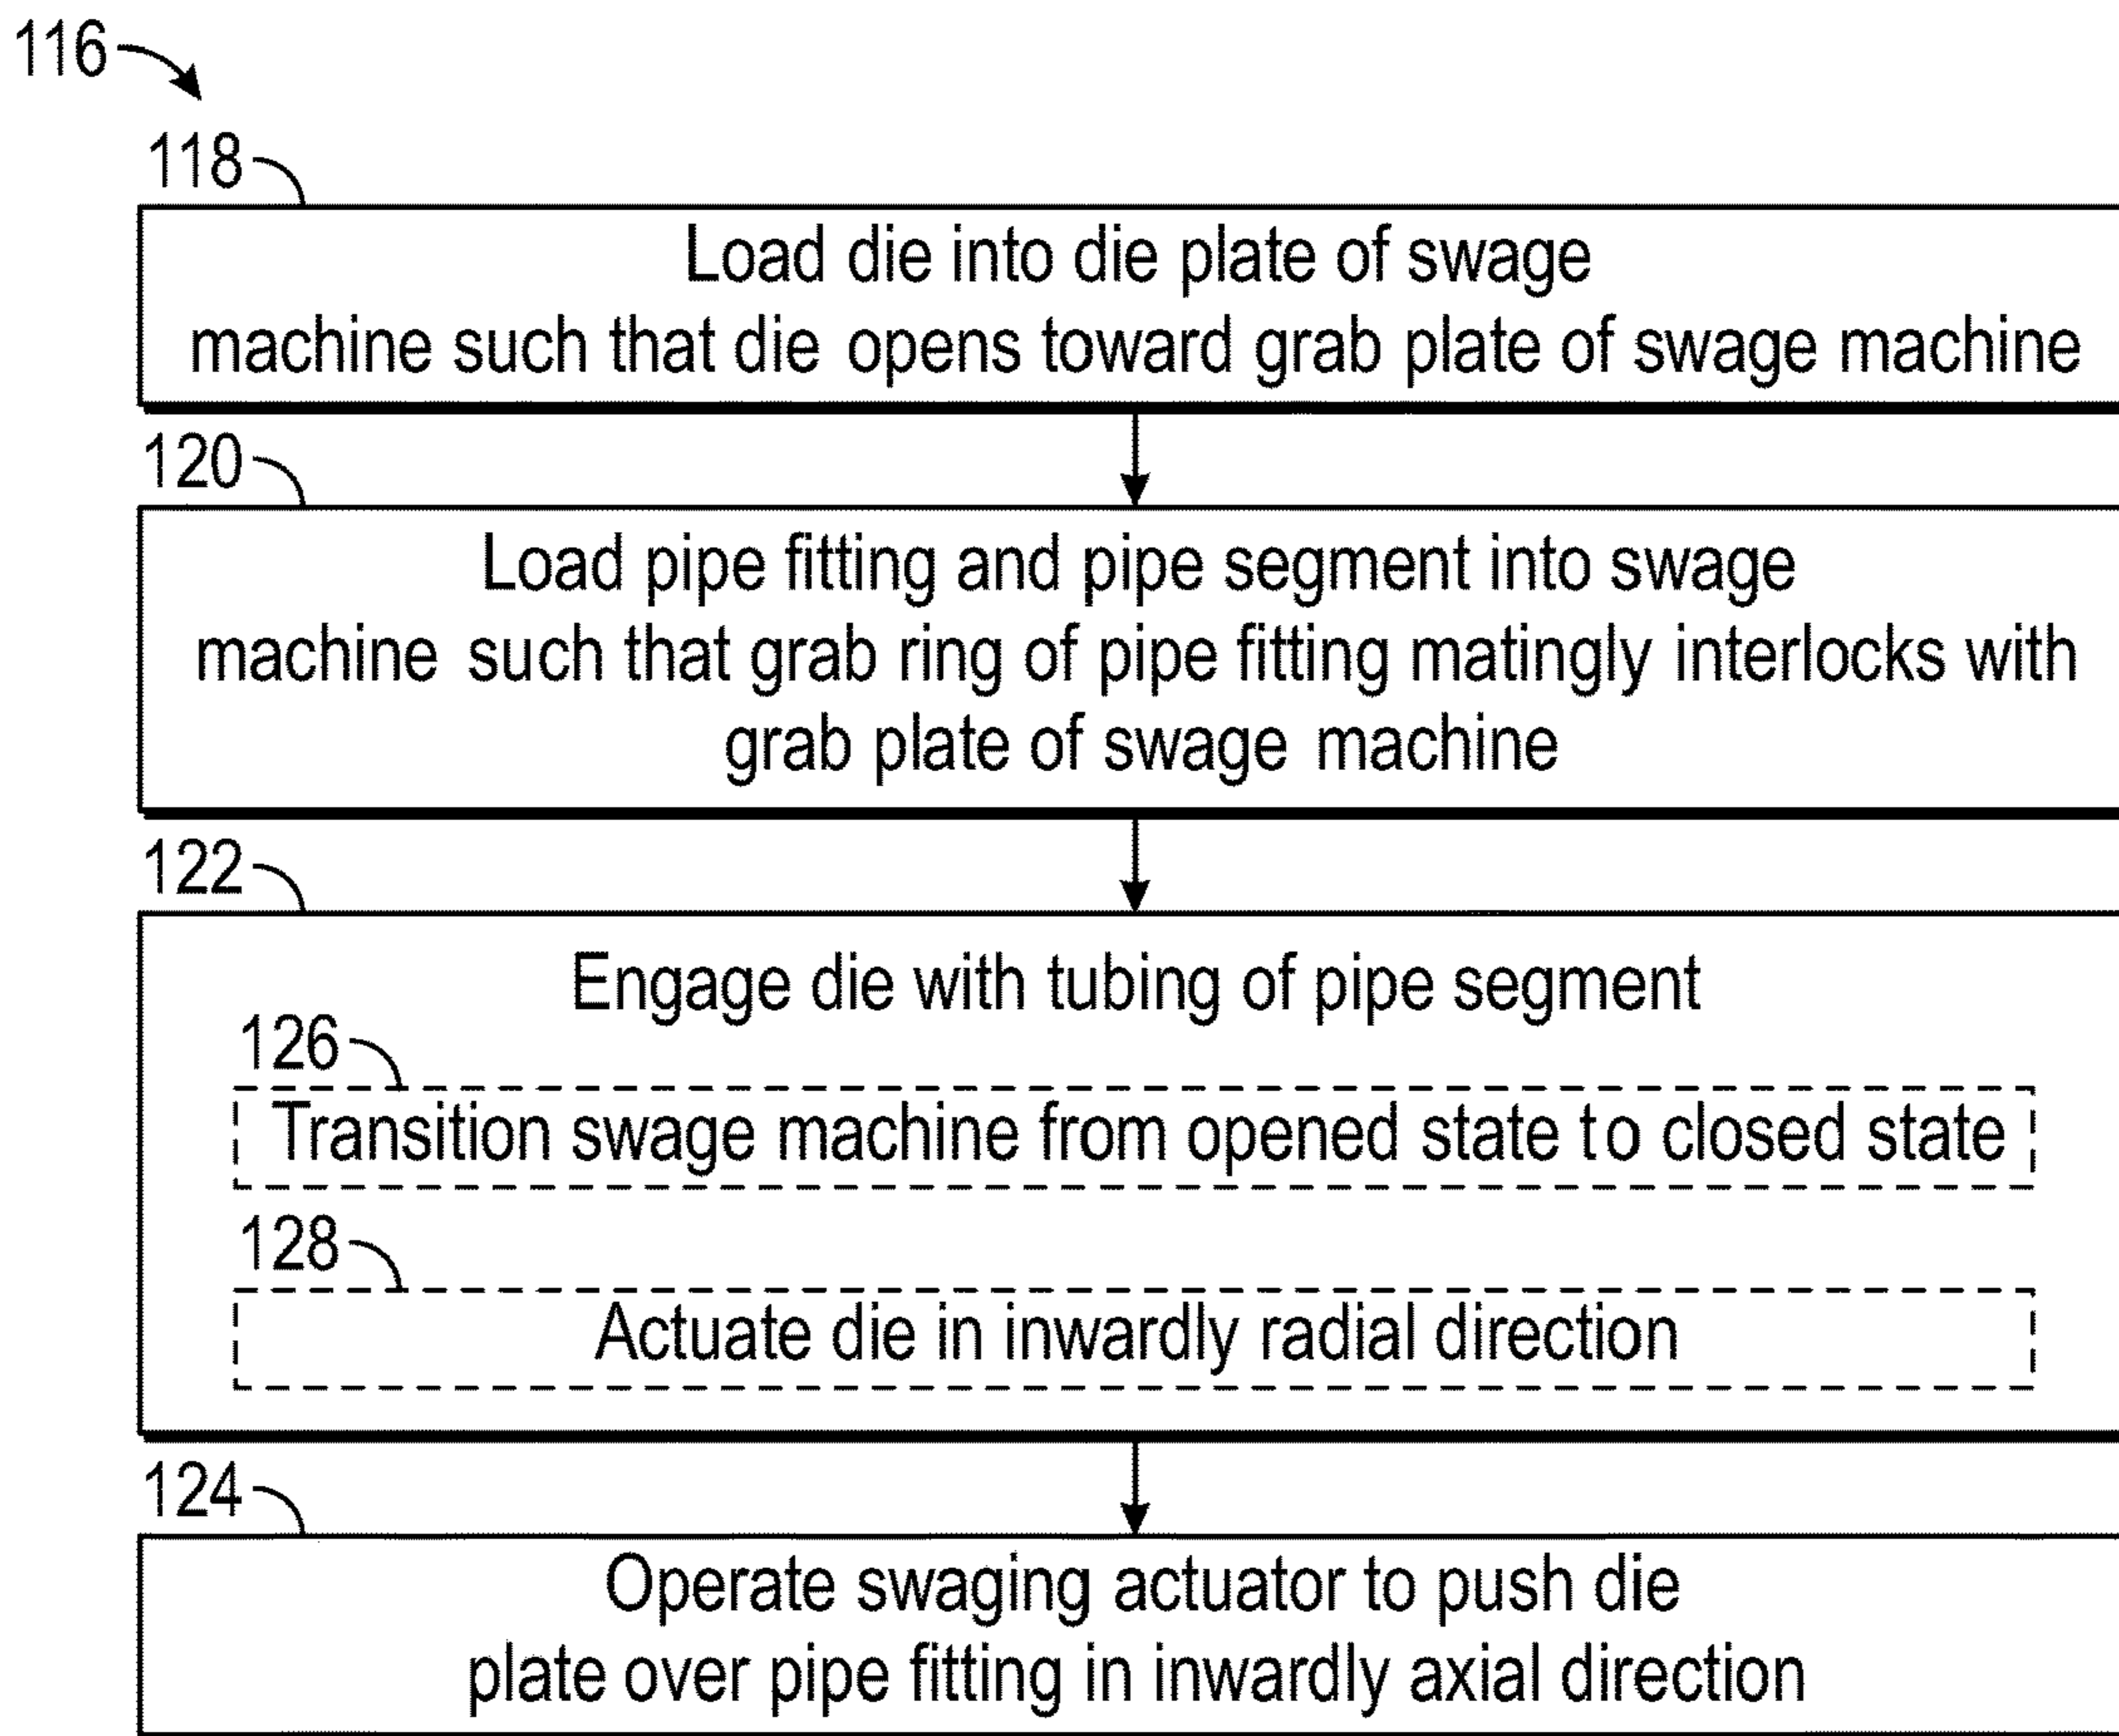 116
118
Load die into die plate of swage
machine such that die opens toward grab plate of swage machine
120
Load pipe fitting and pipe segment into swage
machine such that grab ring of pipe fitting matingly interlocks with
grab plate of swage machine
122
Engage die with tubing of pipe segment
126
Transition swage machine from opened state to closed state
128
Actuate die in inwardly radial direction
124
Operate swaging actuator to push die
plate over pipe fitting in inwardly axial direction